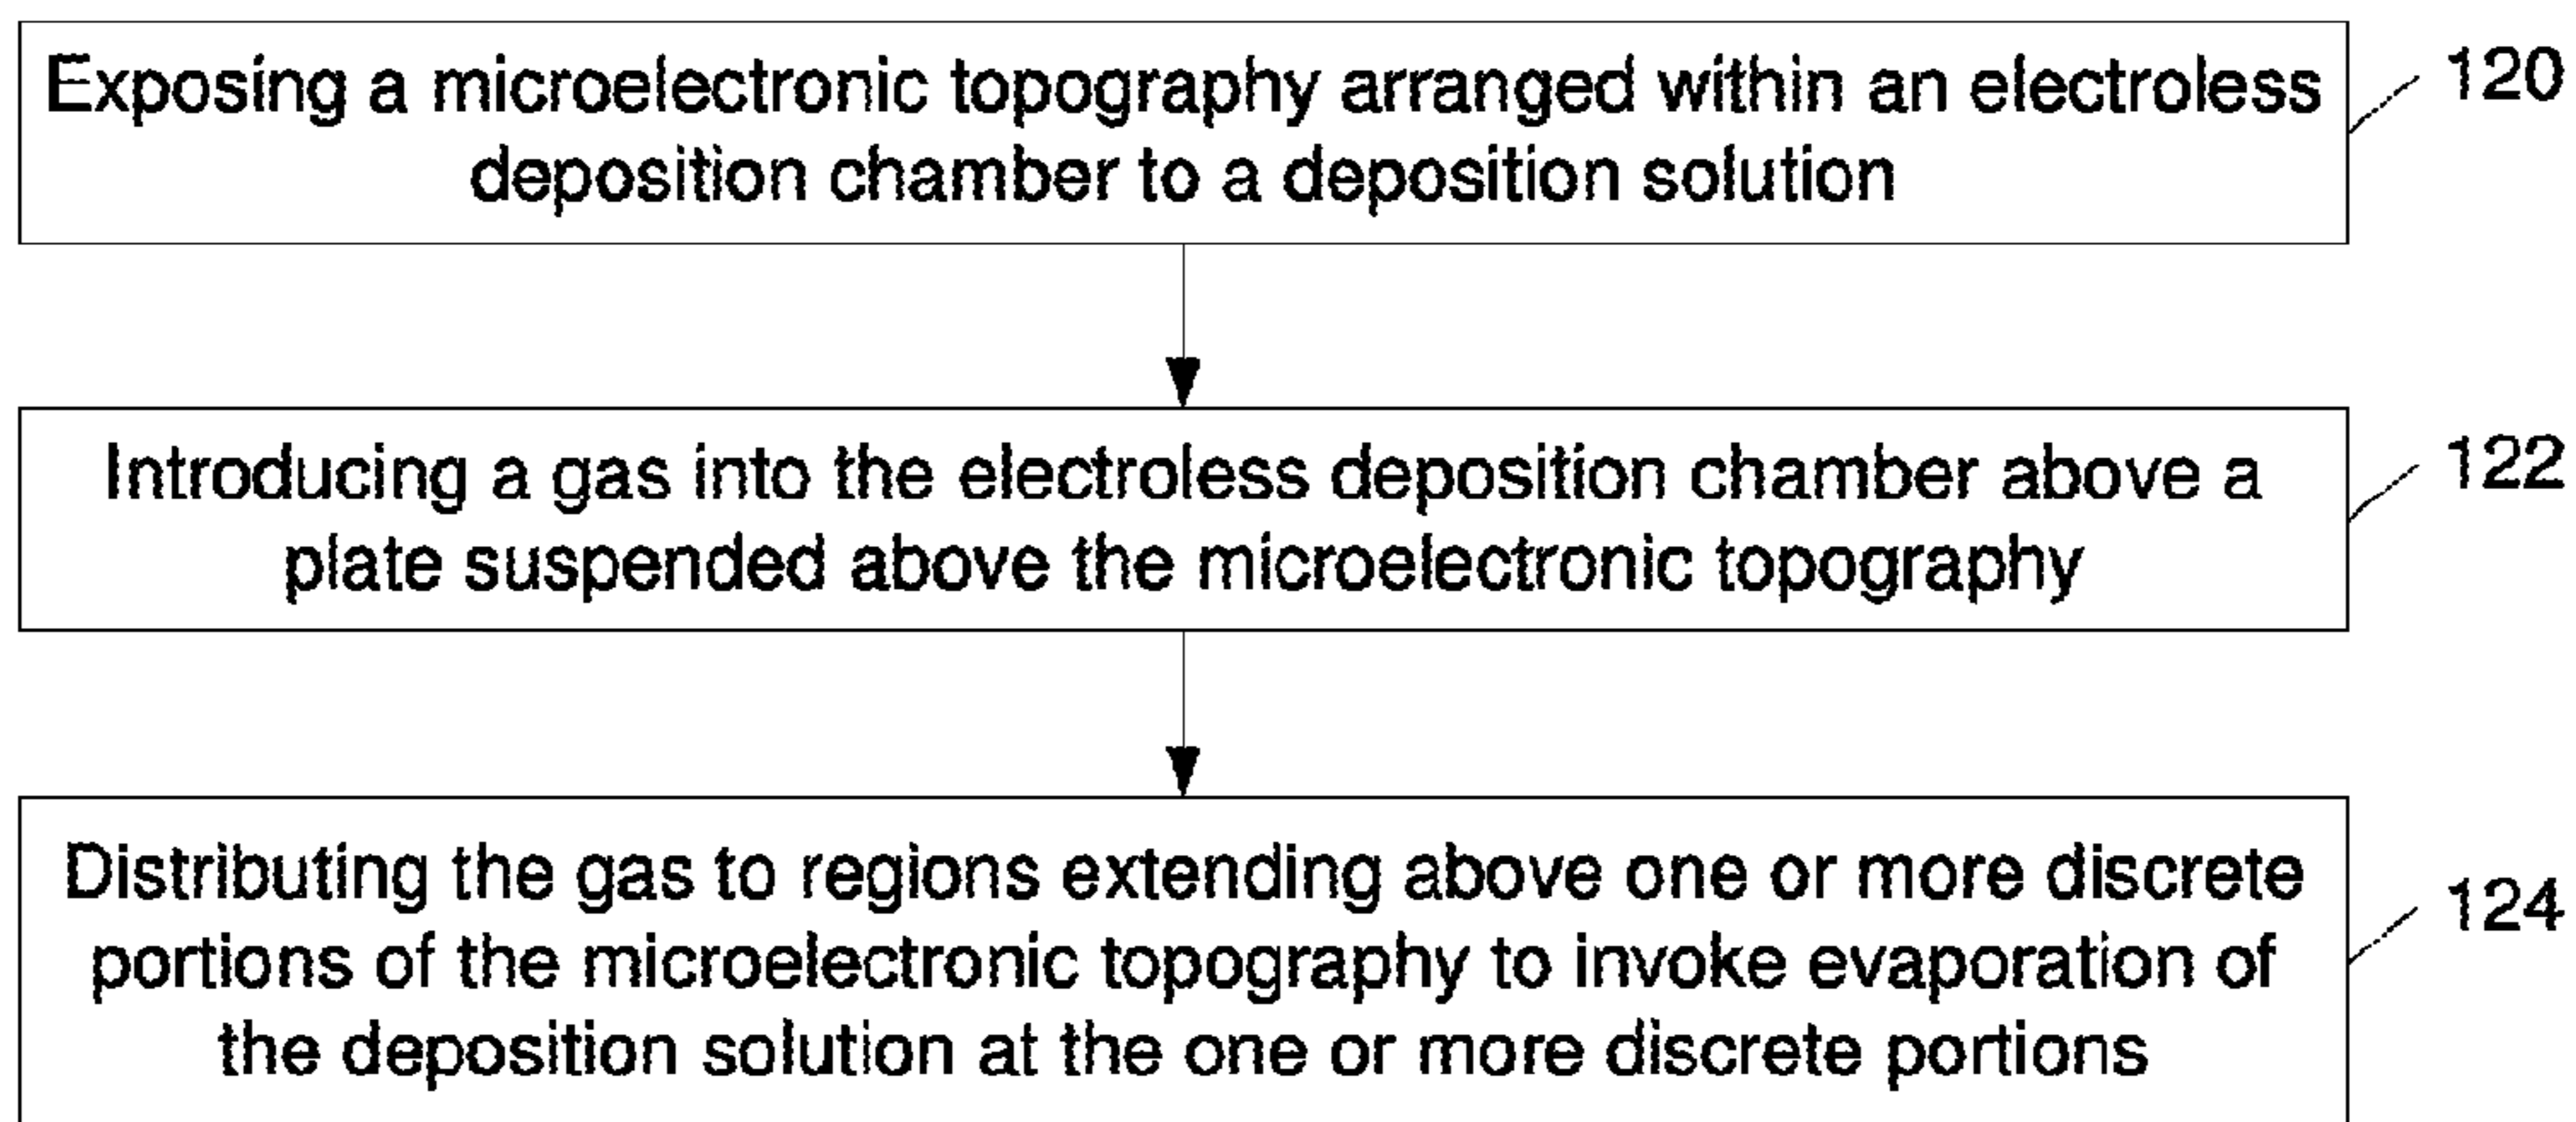 Exposing a microelectronic topography arranged within an electroless
deposition chamber to a deposition solution
120
Introducing a gas into the electroless deposition chamber above a
plate suspended above the microelectronic topography
122
Distributing the gas to regions extending above one or more discrete
portions of the microelectronic topography to invoke evaporation of
the deposition solution at the one or more discrete portions
124